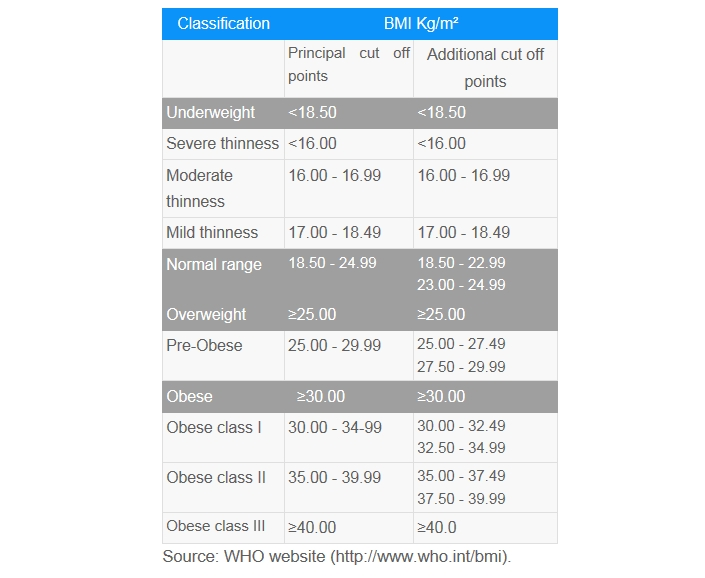 Classification BMI Kg/m²
Principal cut off points Additional cut off points
Underweight <18.50 <18.50
Severe thinness <16.00 <16.00
Moderate thinness 16.00 - 16.99 16.00 - 16.99
Mild thinness 17.00 - 18.49 17.00 - 18.49
Normal range 18.50 - 24.99 18.50 - 22.99
23.00 - 24.99
Overweight ≥25.00 ≥25.00
Pre-Obese 25.00 - 29.99 25.00 - 27.49
27.50 - 29.99
Obese ≥30.00 ≥30.00
Obese class I 30.00 - 34-99 30.00 - 32.49
32.50 - 34.99
Obese class II 35.00 - 39.99 35.00 - 37.49
37.50 - 39.99
Obese class III ≥40.00 ≥40.0
Source: WHO website (http://www.who.int/bmi).